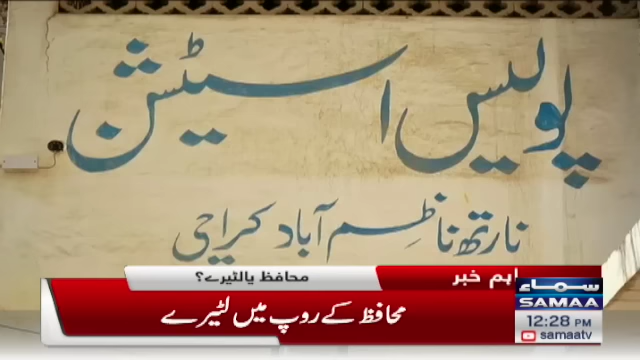 پولیس اسٹیشن
نارتھ ناظم آباد کراچی
اہم خبر
محافظ یا لٹیرے؟
محافظ کے روپ میں لٹیرے
سماء
SAMAA
12:28 PM
samaatv